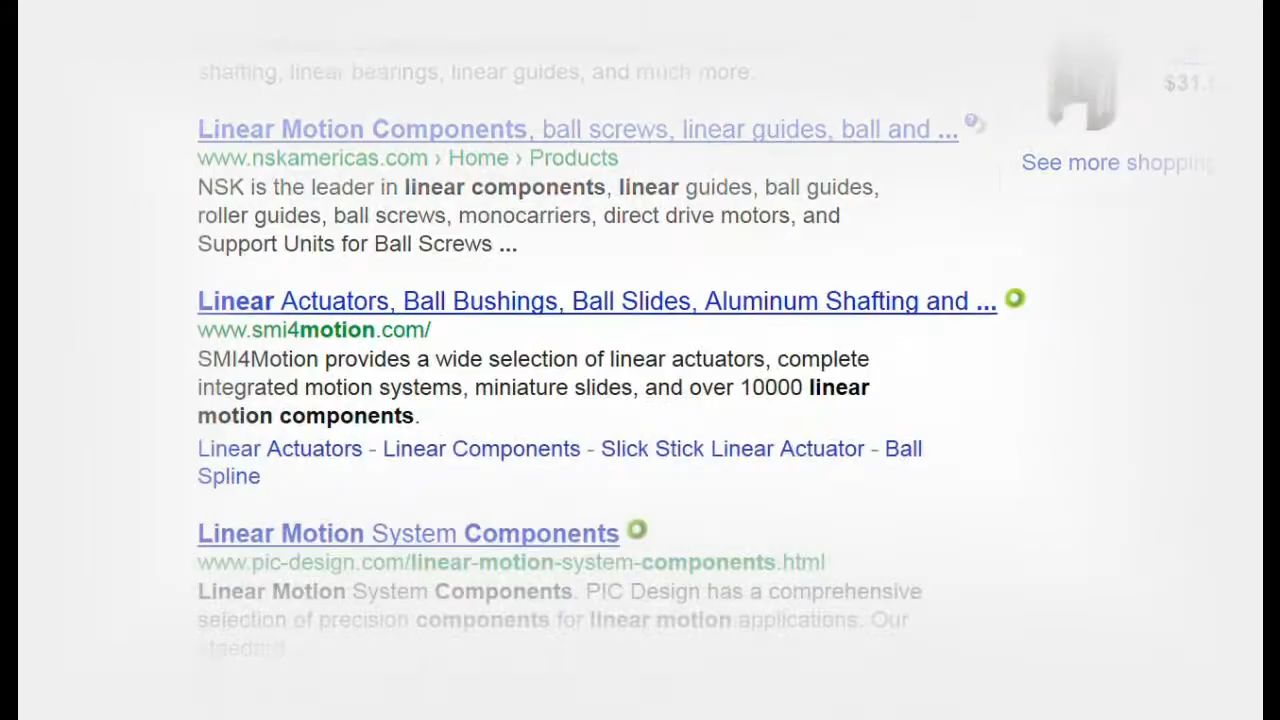 shafting, linear bearings, linear guides, and much more.
$31.
Linear Motion Components, ball screws, linear guides, ball and ...
www.nskamericas.com › Home › Products
See more shopping
NSK is the leader in linear components, linear guides, ball guides,
roller guides, ball screws, monocarriers, direct drive motors, and
Support Units for Ball Screws ...
Linear Actuators, Ball Bushings, Ball Slides, Aluminum Shafting and ...
www.smi4motion.com/
SMI4Motion provides a wide selection of linear actuators, complete
integrated motion systems, miniature slides, and over 10000 linear
motion components.
Linear Actuators - Linear Components - Slick Stick Linear Actuator - Ball
Spline
Linear Motion System Components
www.pic-design.com/linear-motion-system-components.html
Linear Motion System Components. PIC Design has a comprehensive
selection of precision components for linear motion applications. Our